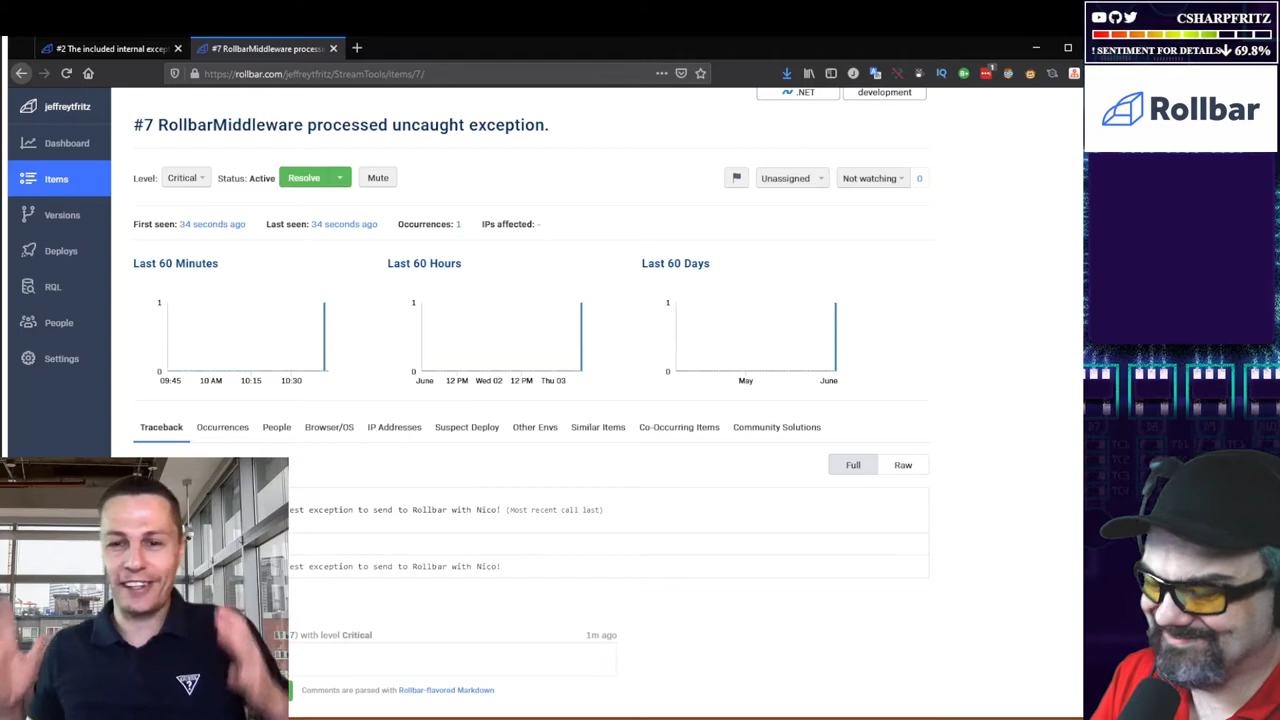 CSHARPFRITZ
! SENTIMENT FOR DETAILS 69.8%
Rollbar
#2 The included internal except
#7 RollbarMiddleware processe
https://rollbar.com/jeffreytfritz/StreamTools/items/7/
1
jeffreytfritz
Dashboard
Items
Versions
Deploys
RQL
People
Settings
.NET
development
#7 RollbarMiddleware processed uncaught exception.
Level: Critical Status: Active Resolve Mute
Unassigned Not watching 0
First seen: 34 seconds ago Last seen: 34 seconds ago Occurrences: 1 IPs affected: -
Last 60 Minutes
1
0
09:45 10 AM 10:15 10:30
Last 60 Hours
1
0
June 12 PM Wed 02 12 PM Thu 03
Last 60 Days
1
0
May June
Traceback Occurrences People Browser/OS IP Addresses Suspect Deploy Other Envs Similar Items Co-Occurring Items Community Solutions
Full Raw
est exception to send to Rollbar with Nico! (Most recent call last)
est exception to send to Rollbar with Nico!
7) with level Critical 1m ago
Comments are parsed with Rollbar-flavored Markdown